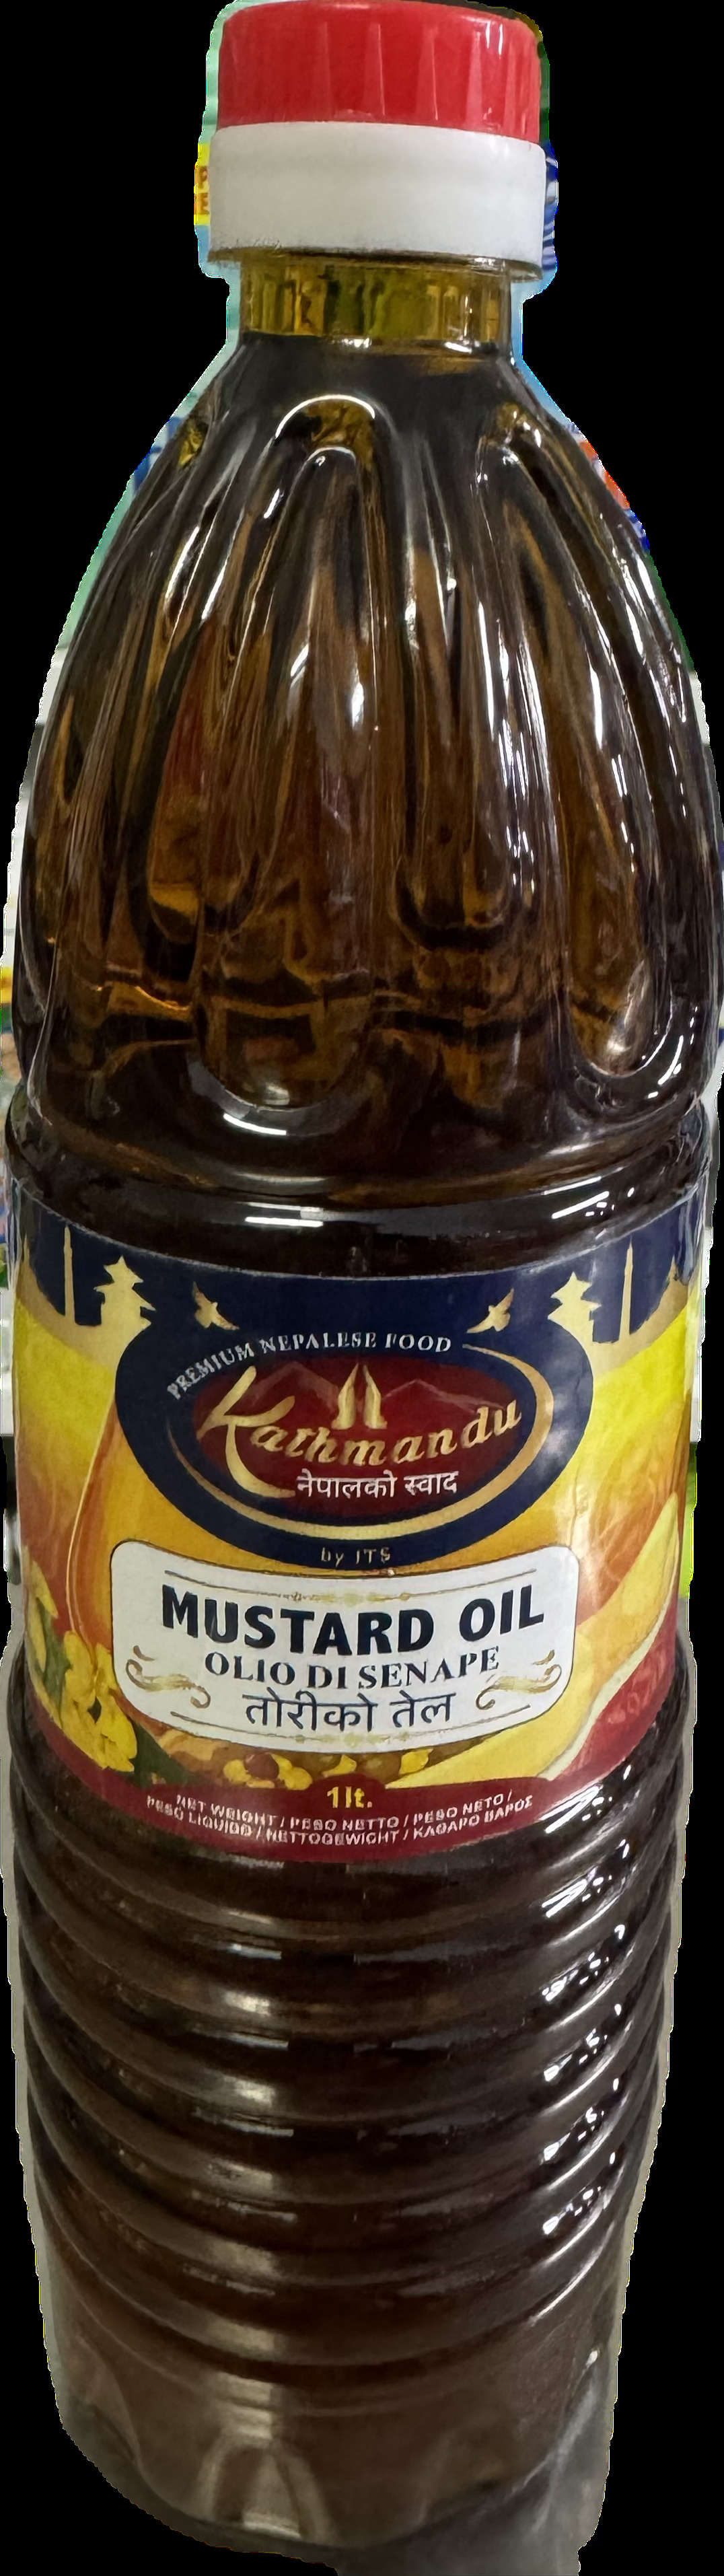 PREMIUM NEPALESE FOOD
Kathmandu
नेपालको स्वाद
by ITS
MUSTARD OIL
OLIO DI SENAPE
तोरीको तेल
1lt.
NET WEIGHT / PESO NETTO / PESO NETO /
PESO LIQUIDO / NETTOGEWICHT / ΚΑΘΑΡΟ ΒΑΡΟΣ